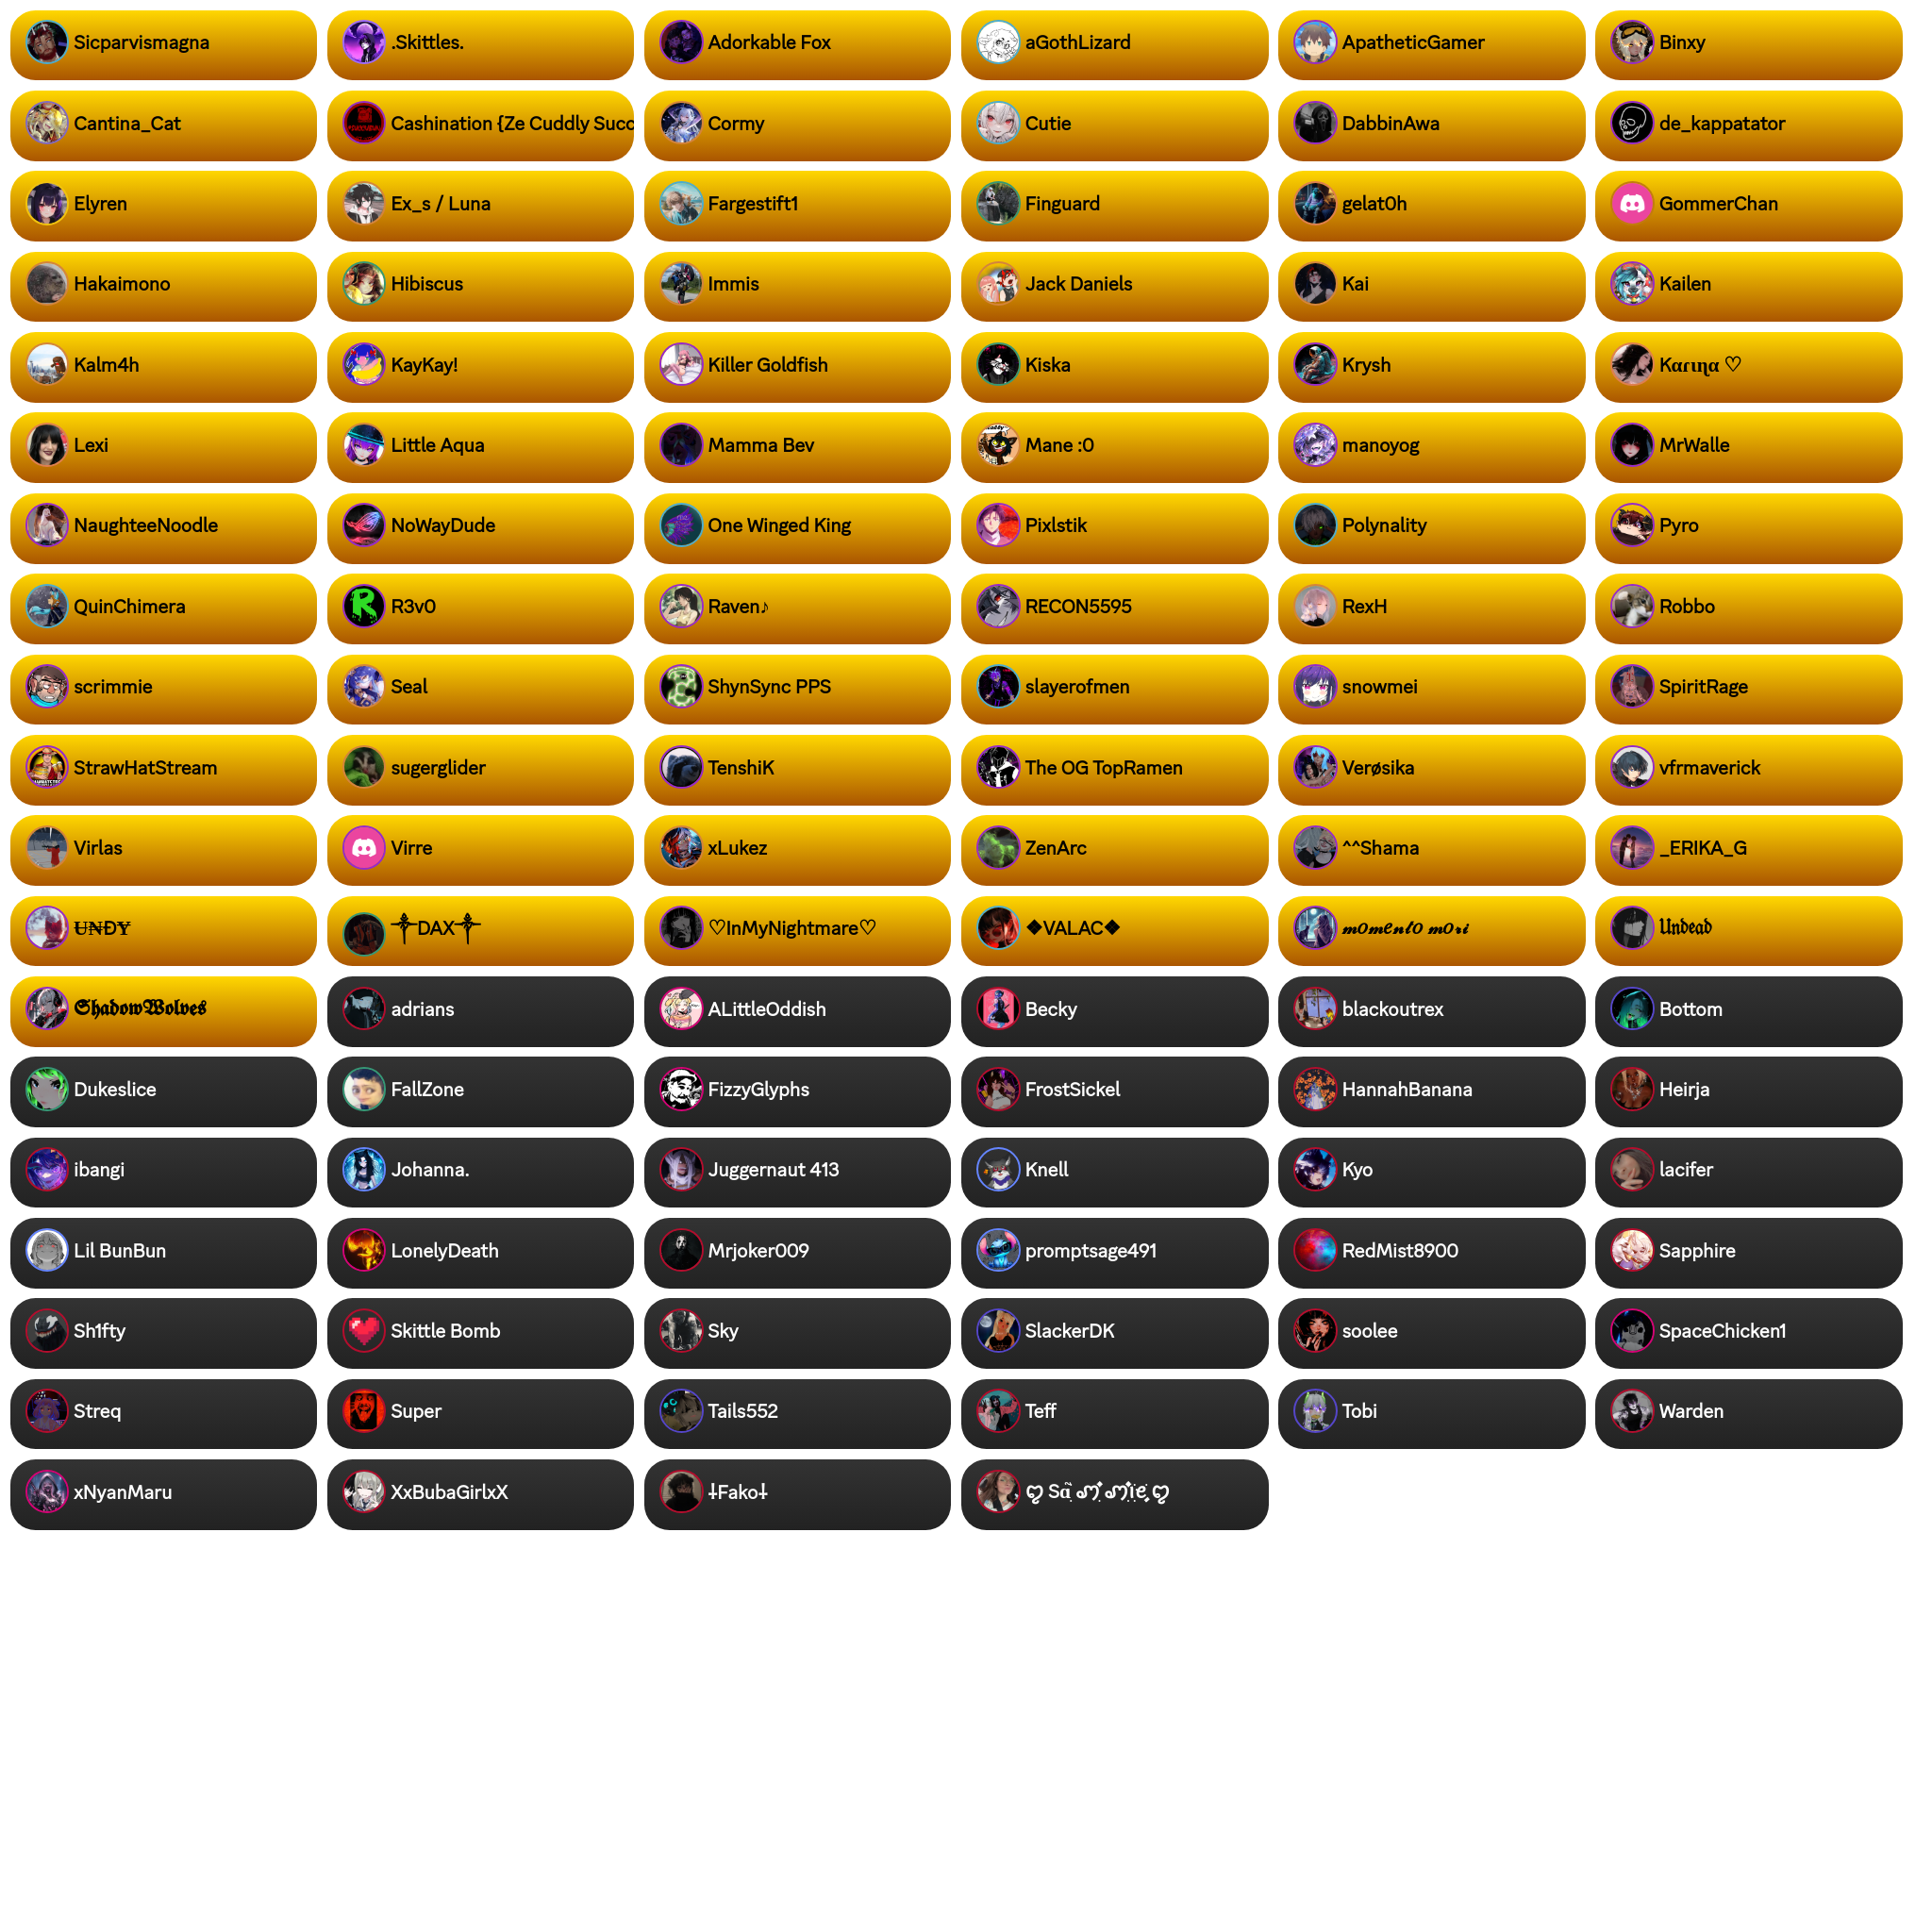 Sicparvismagna
.Skittles.
Adorkable Fox
aGothLizard
ApatheticGamer
Binxy
Cantina_Cat
Cashination {Ze Cuddly Succ
Cormy
Cutie
DabbinAwa
de_kappatator
Elyren
Ex_s / Luna
Fargestift1
Finguard
gelat0h
GommerChan
Hakaimono
Hibiscus
Immis
Jack Daniels
Kai
Kailen
Kalm4h
KayKay!
Killer Goldfish
Kiska
Krysh
Kαɾιɳα ♡
Lexi
Little Aqua
Mamma Bev
Mane :0
manoyog
MrWalle
NaughteeNoodle
NoWayDude
One Winged King
Pixlstik
Polynality
Pyro
QuinChimera
R3v0
Raven♪
RECON5595
RexH
Robbo
scrimmie
Seal
ShynSync PPS
slayerofmen
snowmei
SpiritRage
StrawHatStream
sugerglider
TenshiK
The OG TopRamen
Verøsika
vfrmaverick
Virlas
Virre
xLukez
ZenArc
^^Shama
_ERIKA_G
U̶₦ĐɎ
⸸DAX⸸
♡InMyNightmare♡
❖VALAC❖
𝓶𝓸𝓶𝓮𝓷𝓽𝓸 𝓶𝓸𝓻𝓲
𝔘𝔫𝔡𝔢𝔞𝔡
𝕾𝖍𝖆𝖉𝖔𝖜𝖂𝖔𝖑𝖛𝖊𝖘
adrians
ALittleOddish
Becky
blackoutrex
Bottom
Dukeslice
FallZone
FizzyGlyphs
FrostSickel
HannahBanana
Heirja
ibangi
Johanna.
Juggernaut 413
Knell
Kyo
lacifer
Lil BunBun
LonelyDeath
Mrjoker009
promptsage491
RedMist8900
Sapphire
Sh1fty
Skittle Bomb
Sky
SlackerDK
soolee
SpaceChicken1
Streq
Super
Tails552
Teff
Tobi
Warden
xNyanMaru
XxBubaGirlxX
⸸Fako⸸